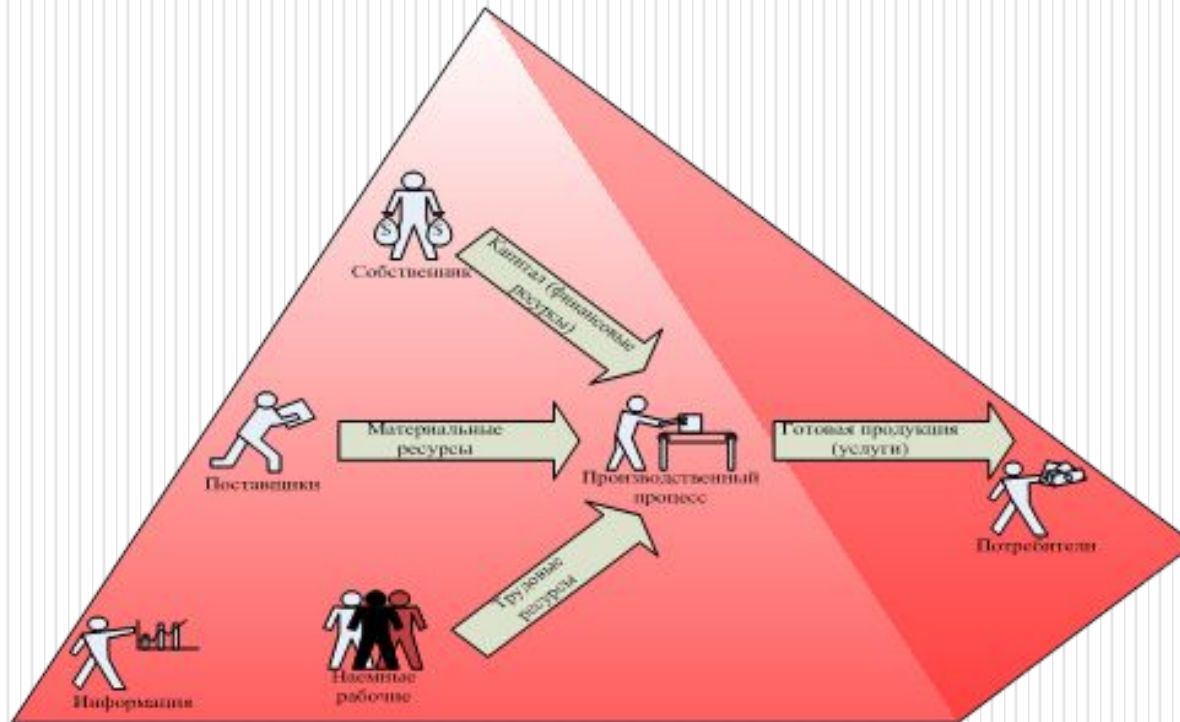 $ $
Собственник
Капитал (финансовые
ресурсы)
Поставщики
Материальные
ресурсы
Производственный
процесс
Готовая продукция
(услуги)
Потребители
Трудовые
ресурсы
Наемные
рабочие
Информация